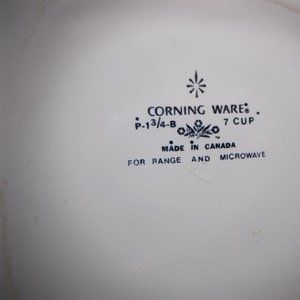 CORNING WARE®
P-1 3/4-B 7 CUP
MADE IN CANADA
FOR RANGE AND MICROWAVE